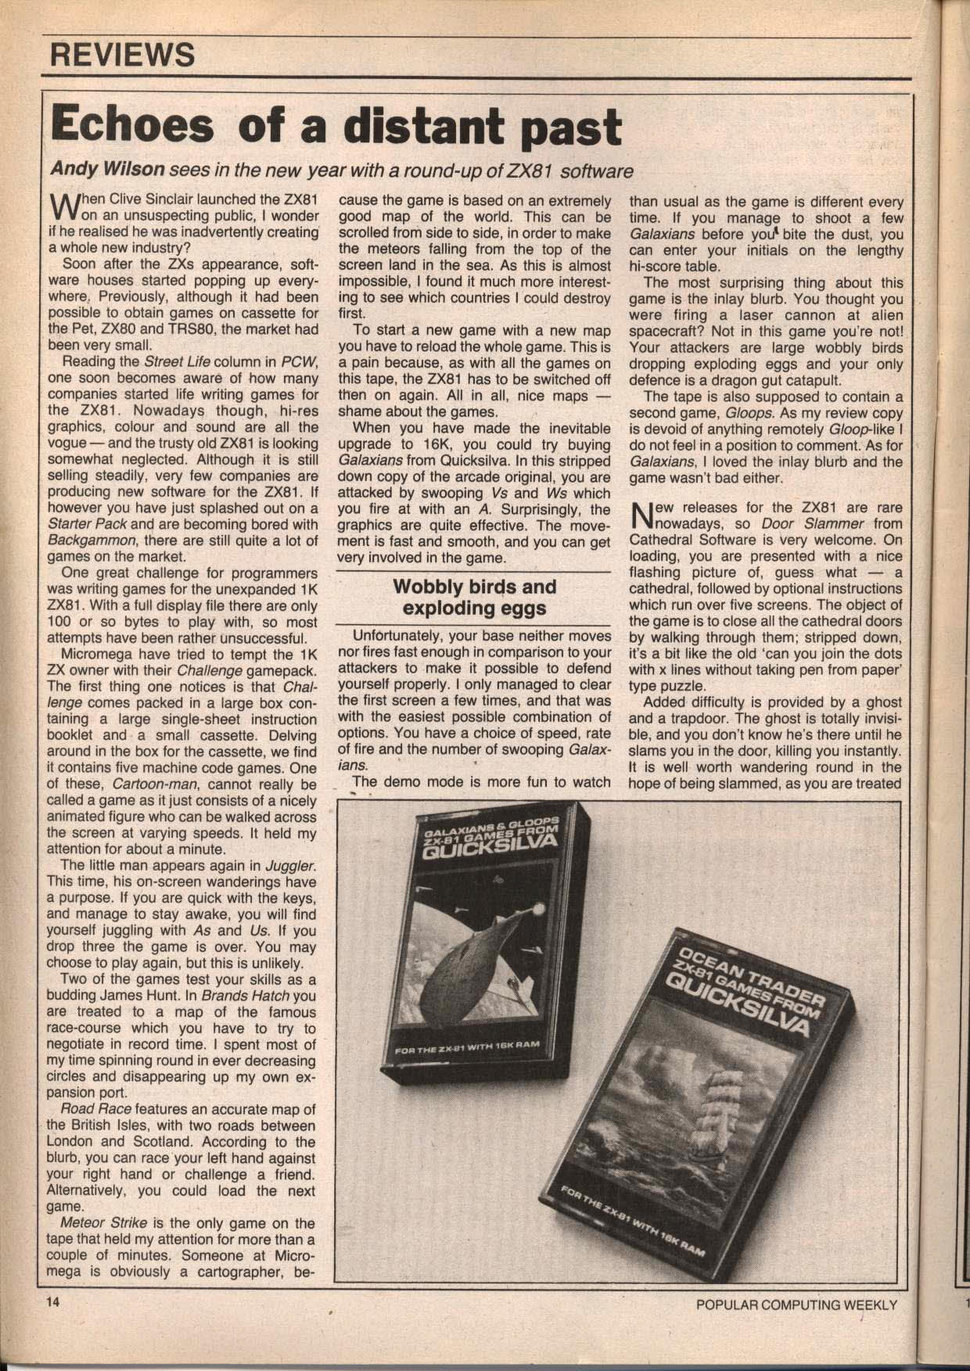 REVIEWS
Echoes of a distant past
Andy Wilson sees in the new year with a round-up of ZX81 software
When Clive Sinclair launched the ZX81
on an unsuspecting public, I wonder
if he realised he was inadvertently creating
a whole new industry?
Soon after the ZXs appearance, soft-
ware houses started popping up every-
where. Previously, although it had been
possible to obtain games on cassette for
the Pet, ZX80 and TRS80, the market had
been very small.
Reading the Street Life column in PCW,
one soon becomes aware of how many
companies started life writing games for
the ZX81. Nowadays though, hi-res
graphics, colour and sound are all the
vogue — and the trusty old ZX81 is looking
somewhat neglected. Although it is still
selling steadily, very few companies are
producing new software for the ZX81. If
however you have just splashed out on a
Starter Pack and are becoming bored with
Backgammon, there are still quite a lot of
games on the market.
One great challenge for programmers
was writing games for the unexpanded 1K
ZX81. With a full display file there are only
100 or so bytes to play with, so most
attempts have been rather unsuccessful.
Micromega have tried to tempt the 1K
ZX owner with their Challenge gamepack.
The first thing one notices is that Chal-
lenge comes packed in a large box con-
taining a large single-sheet instruction
booklet and a small cassette. Delving
around in the box for the cassette, we find
it contains five machine code games. One
of these, Cartoon-man, cannot really be
called a game as it just consists of a nicely
animated figure who can be walked across
the screen at varying speeds. It held my
attention for about a minute.
The little man appears again in Juggler.
This time, his on-screen wanderings have
a purpose. If you are quick with the keys,
and manage to stay awake, you will find
yourself juggling with As and Us. If you
drop three the game is over. You may
choose to play again, but this is unlikely.
Two of the games test your skills as a
budding James Hunt. In Brands Hatch you
are treated to a map of the famous
race-course which you have to try to
negotiate in record time. I spent most of
my time spinning round in ever decreasing
circles and disappearing up my own ex-
pansion port.
Road Race features an accurate map of
the British Isles, with two roads between
London and Scotland. According to the
blurb, you can race your left hand against
your right hand or challenge a friend.
Alternatively, you could load the next
game.
Meteor Strike is the only game on the
tape that held my attention for more than a
couple of minutes. Someone at Micro-
mega is obviously a cartographer, be-
cause the game is based on an extremely
good map of the world. This can be
scrolled from side to side, in order to make
the meteors falling from the top of the
screen land in the sea. As this is almost
impossible, I found it much more interest-
ing to see which countries I could destroy
first.
To start a new game with a new map
you have to reload the whole game. This is
a pain because, as with all the games on
this tape, the ZX81 has to be switched off
then on again. All in all, nice maps —
shame about the games.
When you have made the inevitable
upgrade to 16K, you could try buying
Galaxians from Quicksilva. In this stripped
down copy of the arcade original, you are
attacked by swooping Vs and Ws which
you fire at with an A. Surprisingly, the
graphics are quite effective. The move-
ment is fast and smooth, and you can get
very involved in the game.
Wobbly birds and
exploding eggs
Unfortunately, your base neither moves
nor fires fast enough in comparison to your
attackers to make it possible to defend
yourself properly. I only managed to clear
the first screen a few times, and that was
with the easiest possible combination of
options. You have a choice of speed, rate
of fire and the number of swooping Galax-
ians.
The demo mode is more fun to watch
than usual as the game is different every
time. If you manage to shoot a few
Galaxians before you bite the dust, you
can enter your initials on the lengthy
hi-score table.
The most surprising thing about this
game is the inlay blurb. You thought you
were firing a laser cannon at alien
spacecraft? Not in this game you're not!
Your attackers are large wobbly birds
dropping exploding eggs and your only
defence is a dragon gut catapult.
The tape is also supposed to contain a
second game, Gloops. As my review copy
is devoid of anything remotely Gloop-like I
do not feel in a position to comment. As for
Galaxians, I loved the inlay blurb and the
game wasn't bad either.
New releases for the ZX81 are rare
nowadays, so Door Slammer from
Cathedral Software is very welcome. On
loading, you are presented with a nice
flashing picture of, guess what — a
cathedral, followed by optional instructions
which run over five screens. The object of
the game is to close all the cathedral doors
by walking through them; stripped down,
it's a bit like the old 'can you join the dots
with x lines without taking pen from paper'
type puzzle.
Added difficulty is provided by a ghost
and a trapdoor. The ghost is totally invisi-
ble, and you don't know he's there until he
slams you in the door, killing you instantly.
It is well worth wandering round in the
hope of being slammed, as you are treated
GALAXIANS & GLOOPS
ZX-81 GAMES FROM
QUICKSILVA
FOR THE ZX-81 WITH 16K RAM
OCEAN TRADER
ZX-81 GAMES FROM
QUICKSILVA
FOR THE ZX-81 WITH 16K RAM
14
POPULAR COMPUTING WEEKLY